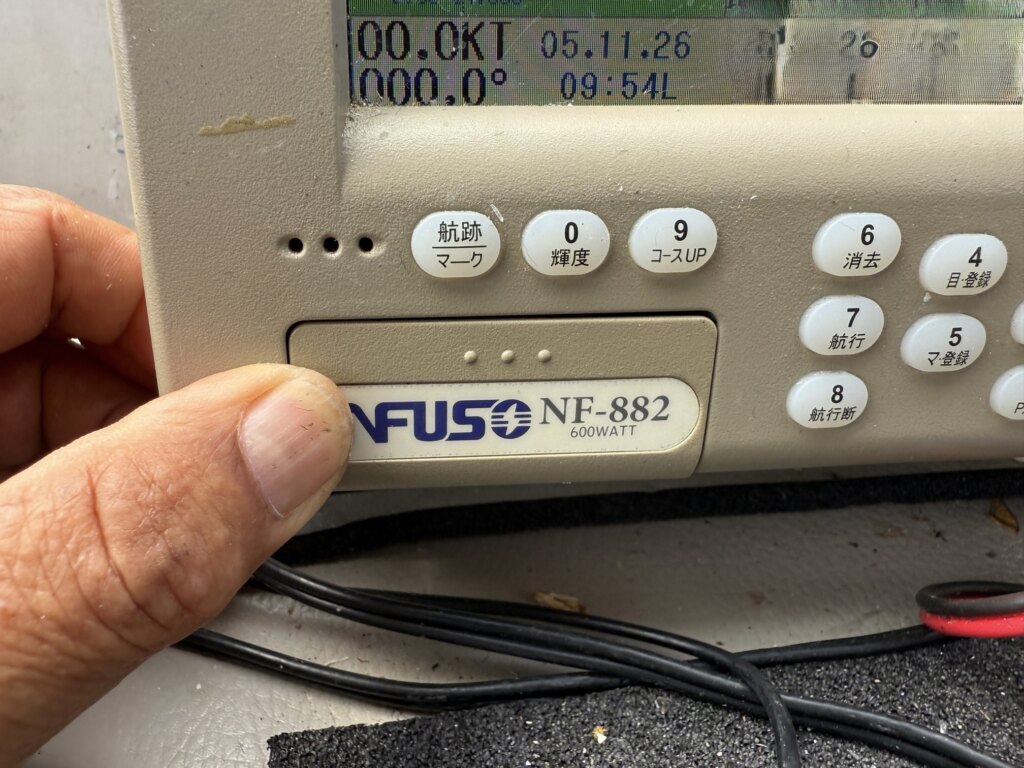 00.0KT 05.11.26
000.0° 09:54L
航跡
マーク
0
輝度
9
コースUP
6
消去
4
目·登録
7
航行
5
マ·登録
8
航行断
NFUSO NF-882
600WATT